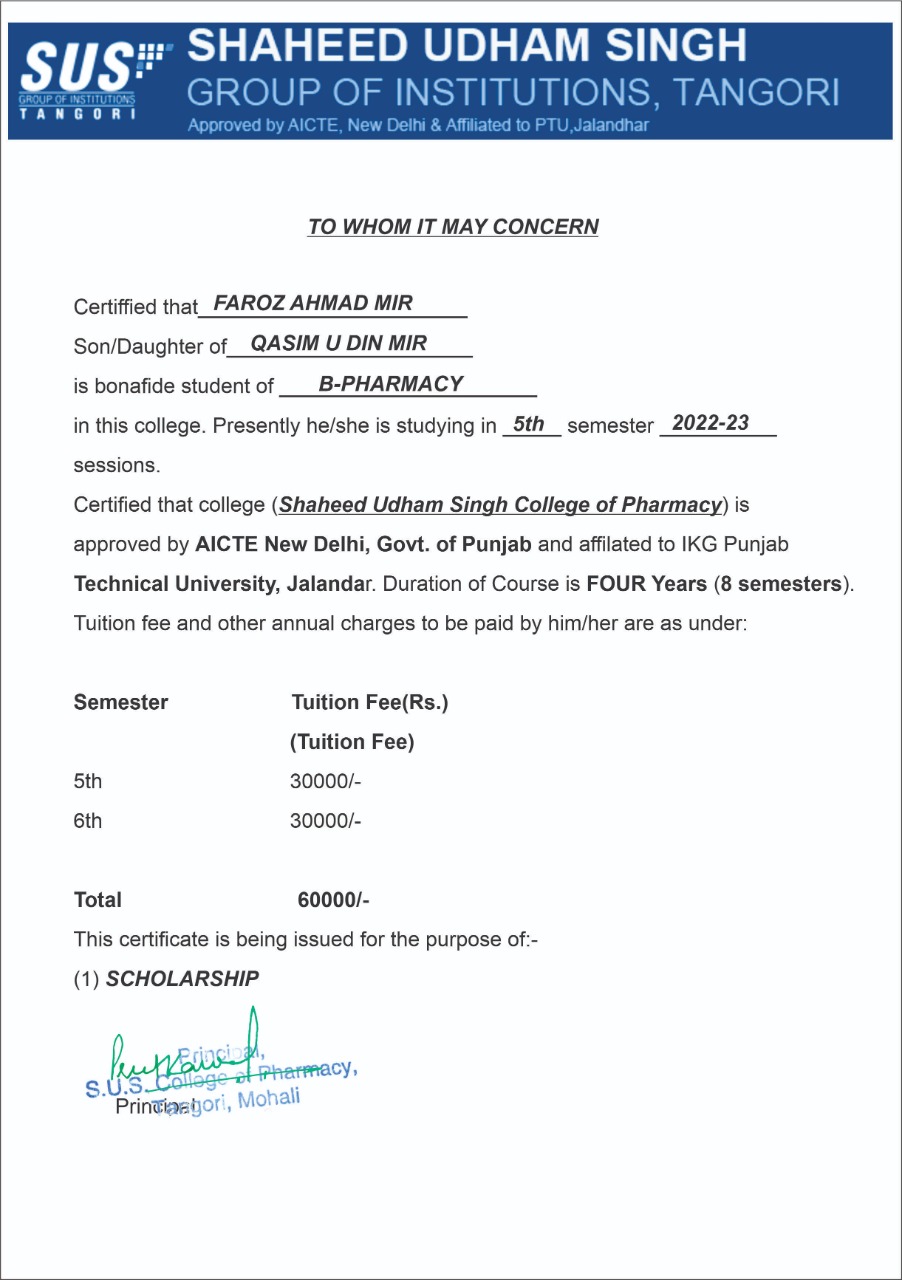 SUS
GROUP OF INSTITUTIONS
TANGORI
SHAHEED UDHAM SINGH
GROUP OF INSTITUTIONS, TANGORI
Approved by AICTE, New Delhi & Affiliated to PTU,Jalandhar
TO WHOM IT MAY CONCERN
Certiffied that FAROZ AHMAD MIR
Son/Daughter of QASIM U DIN MIR
is bonafide student of B-PHARMACY
in this college. Presently he/she is studying in 5th semester 2022-23
sessions.
Certified that college (Shaheed Udham Singh College of Pharmacy) is
approved by AICTE New Delhi, Govt. of Punjab and affilated to IKG Punjab
Technical University, Jalandar. Duration of Course is FOUR Years (8 semesters).
Tuition fee and other annual charges to be paid by him/her are as under:
Semester Tuition Fee(Rs.)
(Tuition Fee)
5th 30000/-
6th 30000/-
Total 60000/-
This certificate is being issued for the purpose of:-
(1) SCHOLARSHIP
Principal,
S.U.S. College of Pharmacy,
Tangori, Mohali
Principal